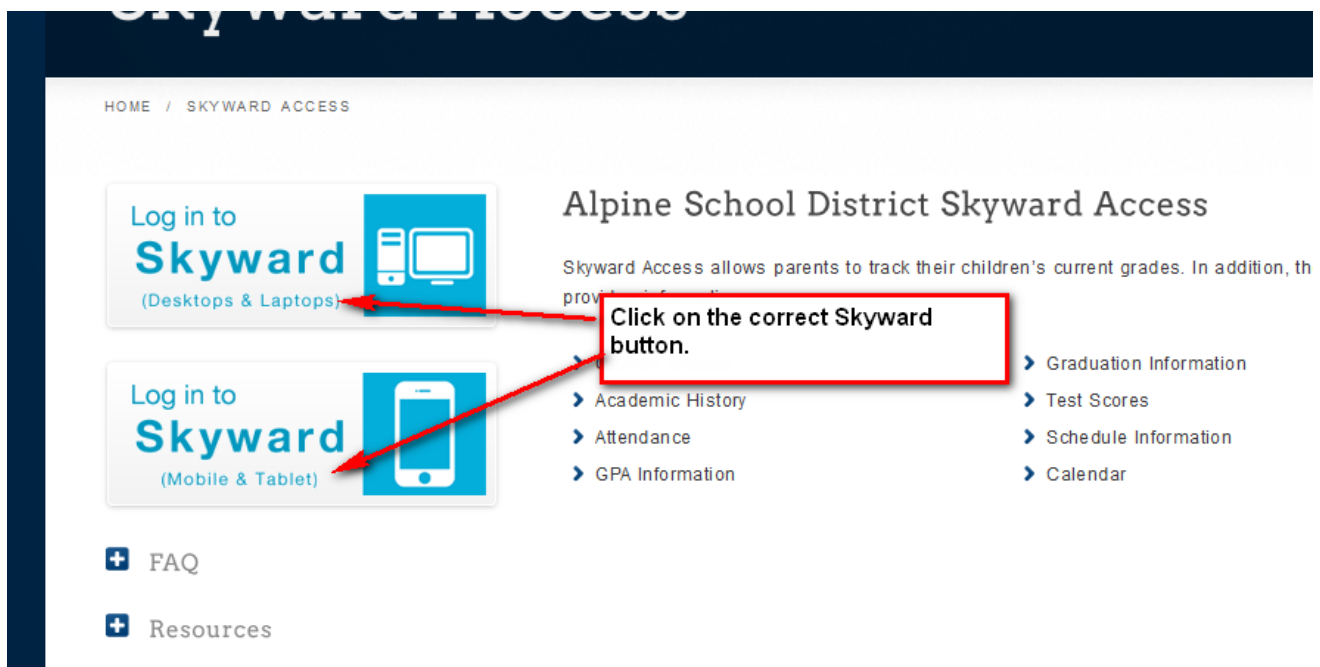 Skyward Access
HOME / SKYWARD ACCESS
Log in to
Skyward
(Desktops & Laptops)
Log in to
Skyward
(Mobile & Tablet)
FAQ
Resources
Alpine School District Skyward Access
Skyward Access allows parents to track their children's current grades. In addition, th
Click on the correct Skyward
button.
Academic History
Attendance
GPA Information
Graduation Information
Test Scores
Schedule Information
Calendar